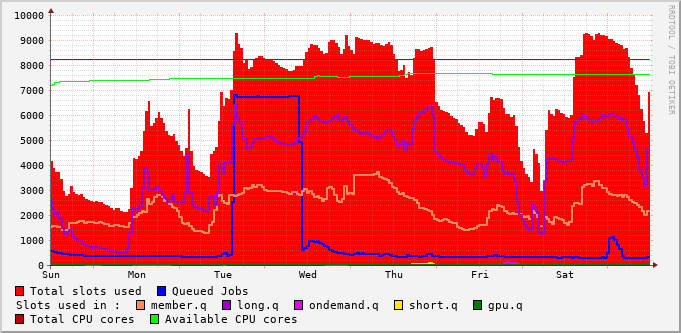 10000
9000
8000
7000
6000
5000
4000
3000
2000
1000
0
Sun Mon Tue Wed Thu Fri Sat
RRDTOOL / TOBI OETIKER
Total slots used Queued Jobs
Slots used in : member.q long.q ondemand.q short.q gpu.q
Total CPU cores Available CPU cores